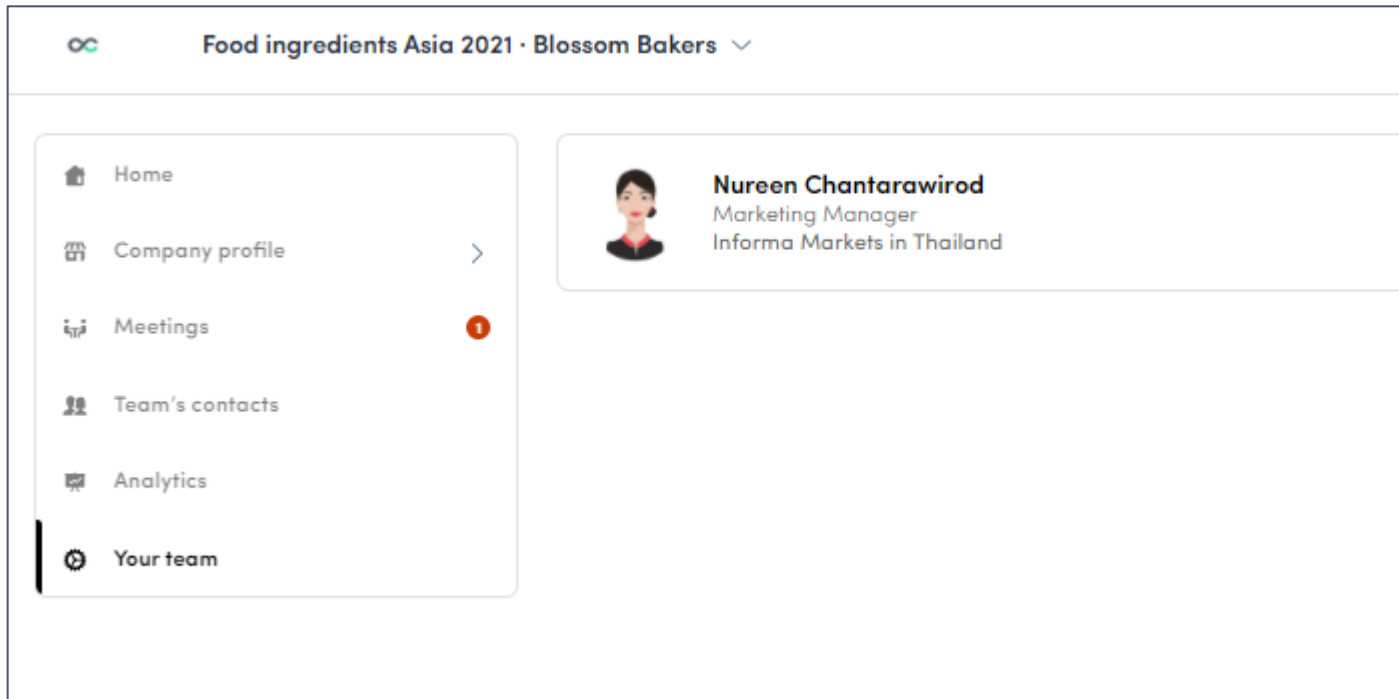 Food ingredients Asia 2021 · Blossom Bakers
Home
Company profile
Meetings
1
Team's contacts
Analytics
Your team
Nureen Chantarawirod
Marketing Manager
Informa Markets in Thailand